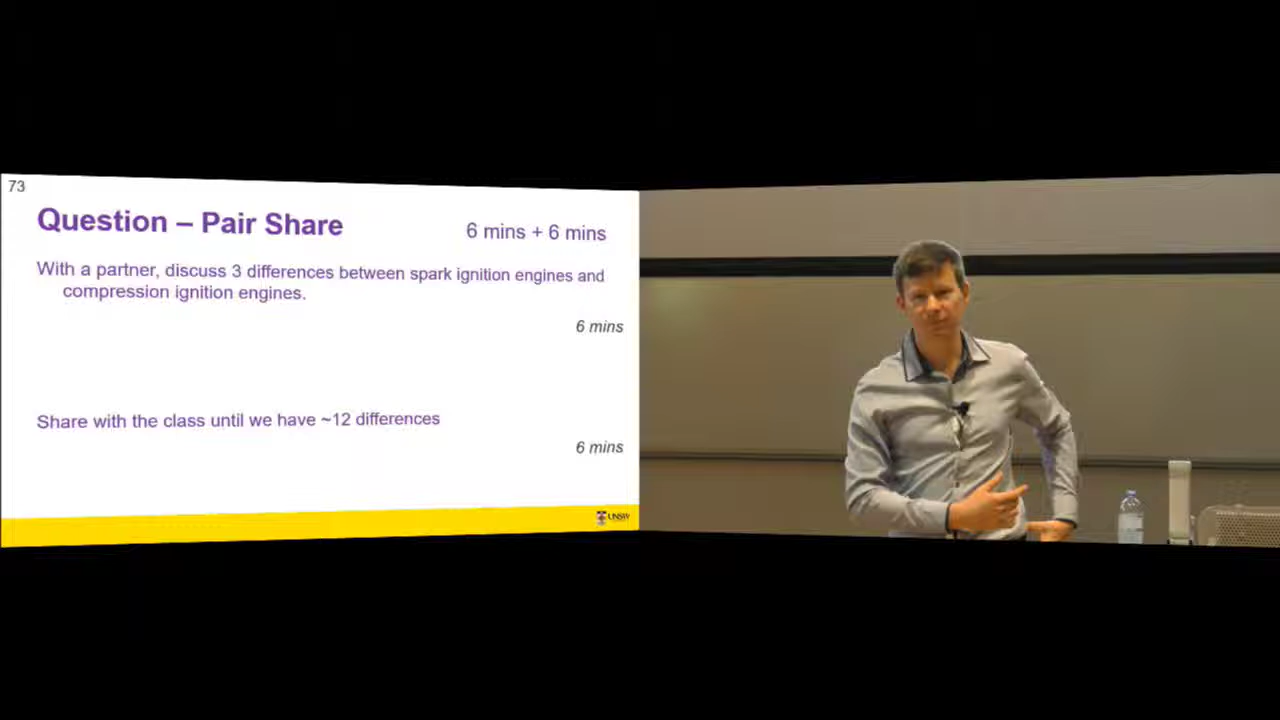 73
Question – Pair Share
6 mins + 6 mins
With a partner, discuss 3 differences between spark ignition engines and
compression ignition engines.
6 mins
Share with the class until we have ~12 differences
6 mins
UNSW